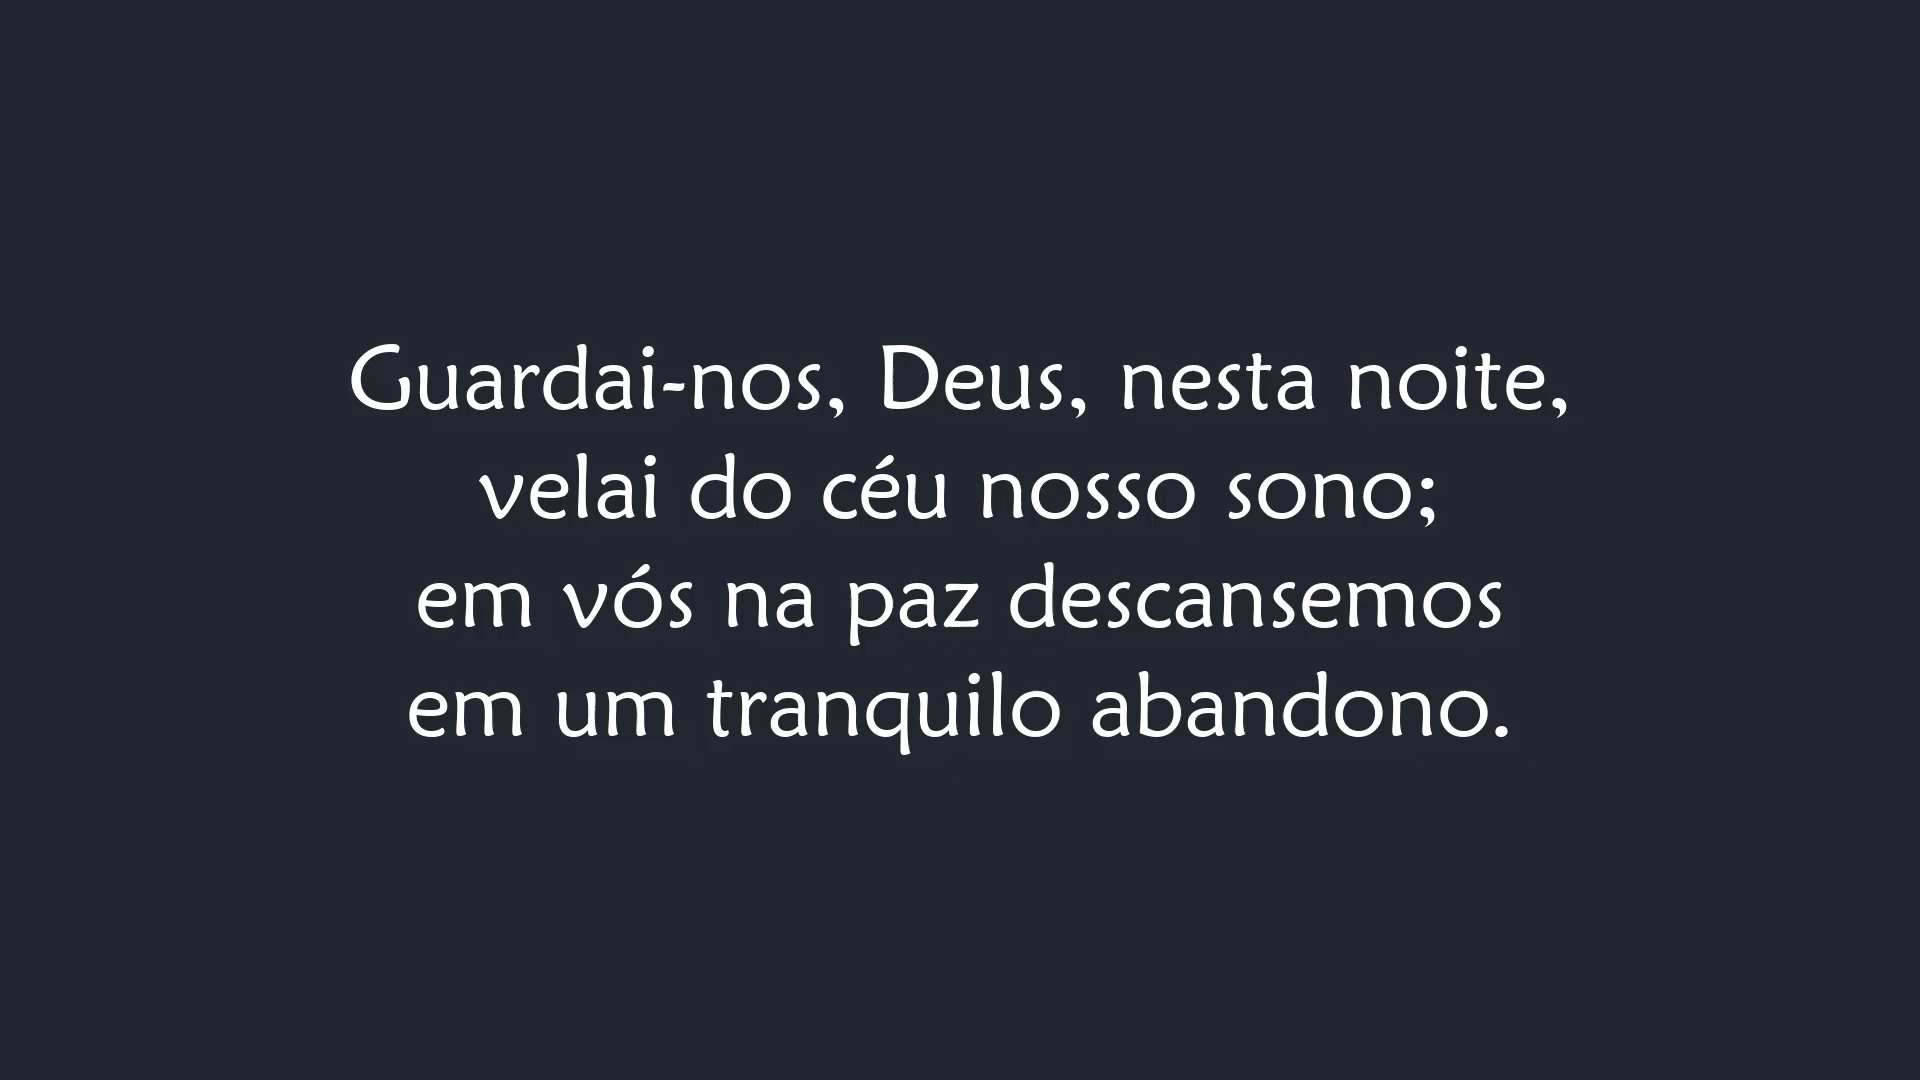 Guardai-nos, Deus, nesta noite,
velai do céu nosso sono;
em vós na paz descansemos
em um tranquilo abandono.